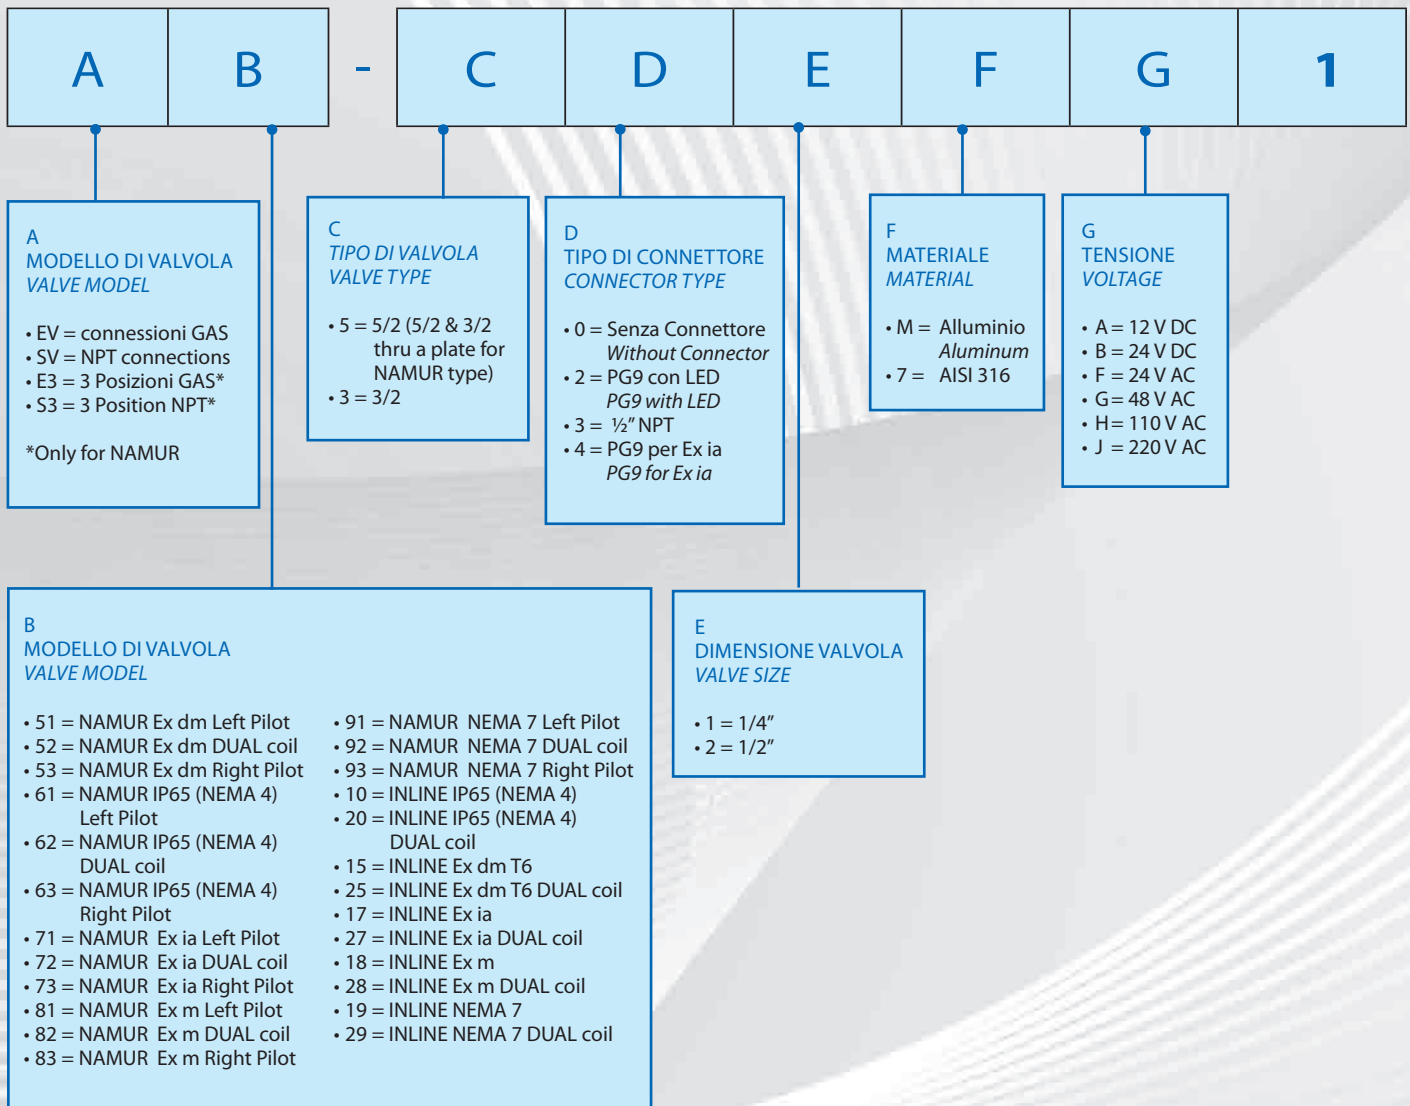 A B - C D E F G 1
A
MODELLO DI VALVOLA
VALVE MODEL
• EV = connessioni GAS
• SV = NPT connections
• E3 = 3 Posizioni GAS*
• S3 = 3 Position NPT*
*Only for NAMUR
C
TIPO DI VALVOLA
VALVE TYPE
• 5 = 5/2 (5/2 & 3/2
thru a plate for
NAMUR type)
• 3 = 3/2
D
TIPO DI CONNETTORE
CONNECTOR TYPE
• 0 = Senza Connettore
Without Connector
• 2 = PG9 con LED
PG9 with LED
• 3 = ½” NPT
• 4 = PG9 per Ex ia
PG9 for Ex ia
F
MATERIALE
MATERIAL
• M = Alluminio
Aluminum
• 7 = AISI 316
G
TENSIONE
VOLTAGE
• A = 12 V DC
• B = 24 V DC
• F = 24 V AC
• G= 48 V AC
• H= 110 V AC
• J = 220 V AC
B
MODELLO DI VALVOLA
VALVE MODEL
• 51 = NAMUR Ex dm Left Pilot
• 52 = NAMUR Ex dm DUAL coil
• 53 = NAMUR Ex dm Right Pilot
• 61 = NAMUR IP65 (NEMA 4)
Left Pilot
• 62 = NAMUR IP65 (NEMA 4)
DUAL coil
• 63 = NAMUR IP65 (NEMA 4)
Right Pilot
• 71 = NAMUR Ex ia Left Pilot
• 72 = NAMUR Ex ia DUAL coil
• 73 = NAMUR Ex ia Right Pilot
• 81 = NAMUR Ex m Left Pilot
• 82 = NAMUR Ex m DUAL coil
• 83 = NAMUR Ex m Right Pilot
• 91 = NAMUR NEMA 7 Left Pilot
• 92 = NAMUR NEMA 7 DUAL coil
• 93 = NAMUR NEMA 7 Right Pilot
• 10 = INLINE IP65 (NEMA 4)
• 20 = INLINE IP65 (NEMA 4)
DUAL coil
• 15 = INLINE Ex dm T6
• 25 = INLINE Ex dm T6 DUAL coil
• 17 = INLINE Ex ia
• 27 = INLINE Ex ia DUAL coil
• 18 = INLINE Ex m
• 28 = INLINE Ex m DUAL coil
• 19 = INLINE NEMA 7
• 29 = INLINE NEMA 7 DUAL coil
E
DIMENSIONE VALVOLA
VALVE SIZE
• 1 = 1/4”
• 2 = 1/2”